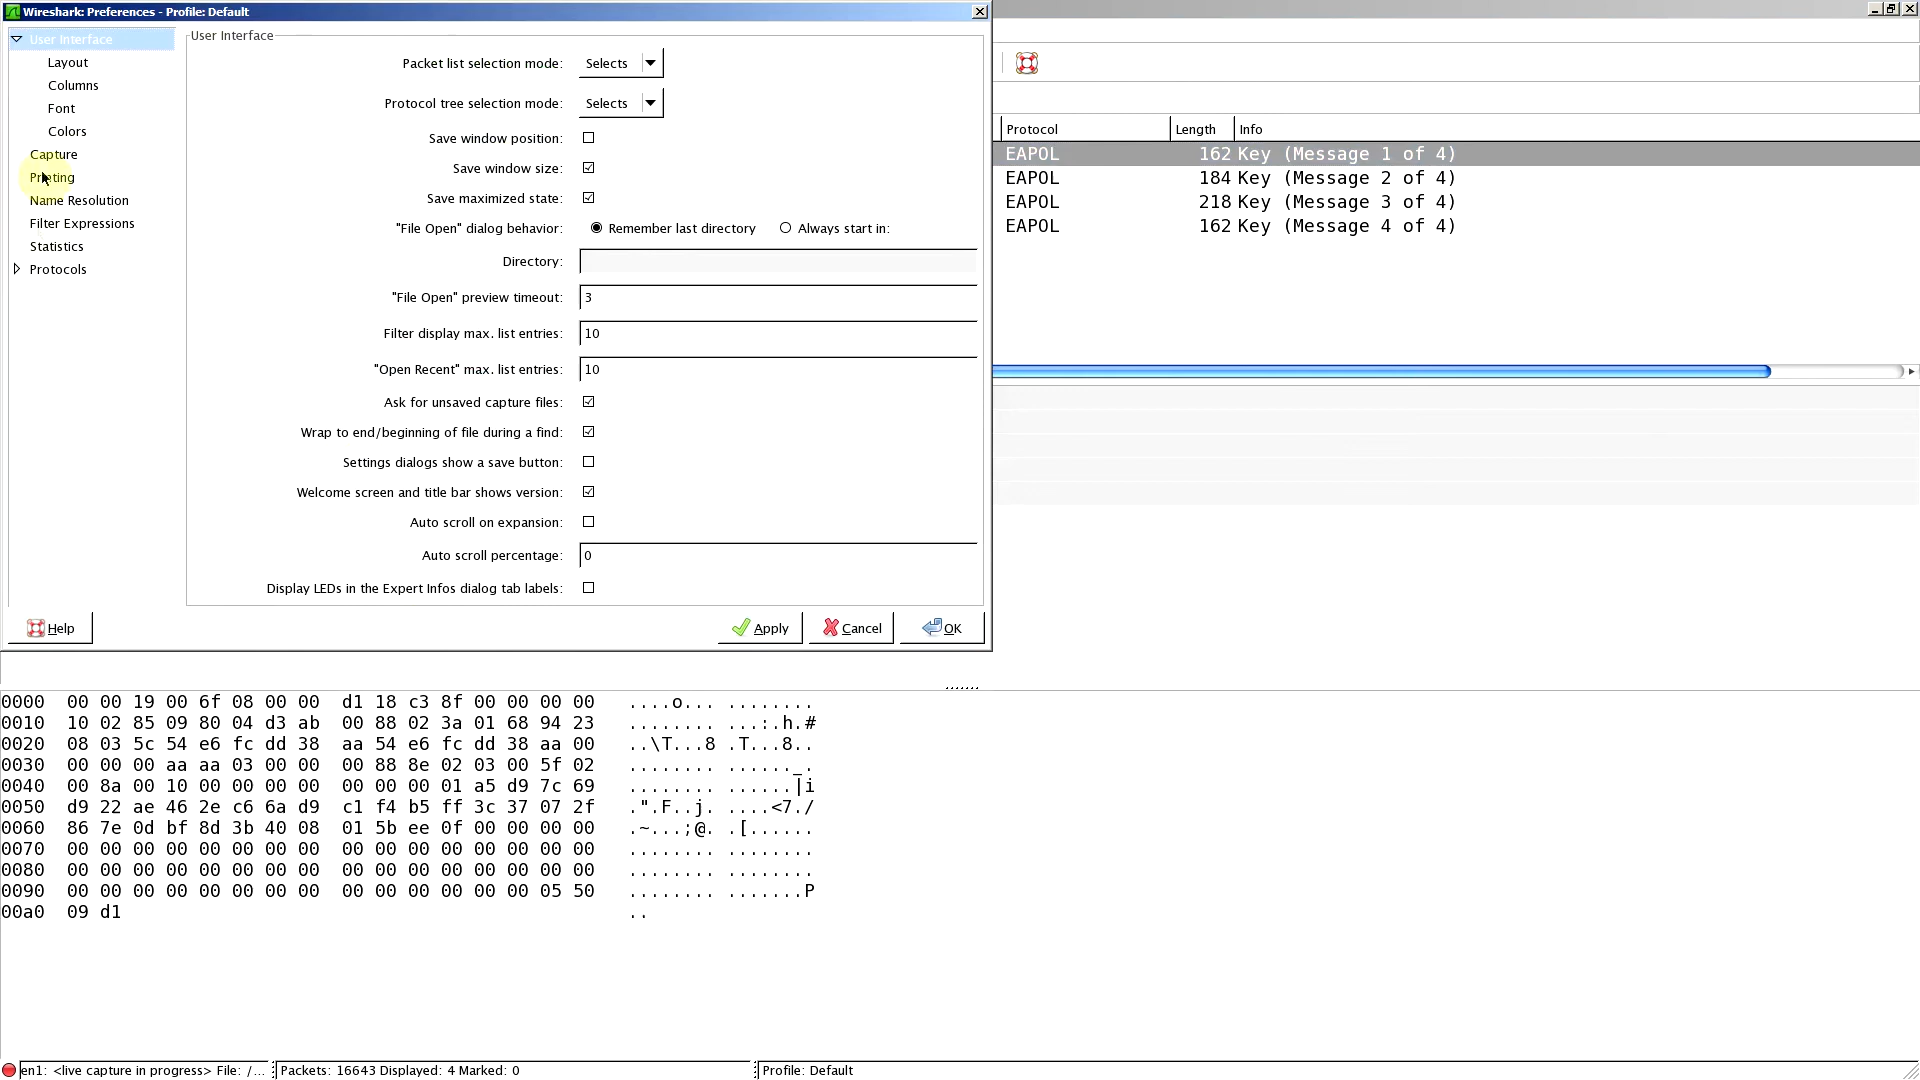 Wireshark: Preferences - Profile: Default
User Interface
Layout
Columns
Font
Colors
Capture
Printing
Name Resolution
Filter Expressions
Statistics
Protocols
User Interface
Packet list selection mode: Selects
Protocol tree selection mode: Selects
Save window position:
Save window size:
Save maximized state:
"File Open" dialog behavior: Remember last directory Always start in:
Directory:
"File Open" preview timeout: 3
Filter display max. list entries: 10
"Open Recent" max. list entries: 10
Ask for unsaved capture files:
Wrap to end/beginning of file during a find:
Settings dialogs show a save button:
Welcome screen and title bar shows version:
Auto scroll on expansion:
Auto scroll percentage: 0
Display LEDs in the Expert Infos dialog tab labels:
Help Apply Cancel OK
Protocol Length Info
EAPOL 162 Key (Message 1 of 4)
EAPOL 184 Key (Message 2 of 4)
EAPOL 218 Key (Message 3 of 4)
EAPOL 162 Key (Message 4 of 4)
0000 00 00 19 00 6f 08 00 00 d1 18 c3 8f 00 00 00 00 ....o... ........
0010 10 02 85 09 80 04 d3 ab 00 88 02 3a 01 68 94 23 ........ ...:.h.#
0020 08 03 5c 54 e6 fc dd 38 aa 54 e6 fc dd 38 aa 00 ..\T...8 .T...8..
0030 00 00 00 aa aa 03 00 00 00 88 8e 02 03 00 5f 02 ........ ......_.
0040 00 8a 00 10 00 00 00 00 00 00 00 01 a5 d9 7c 69 ........ ......|i
0050 d9 22 ae 46 2e c6 6a d9 c1 f4 b5 ff 3c 37 07 2f .".F..j. ....<7./
0060 86 7e 0d bf 8d 3b 40 08 01 5b ee 0f 00 00 00 00 .~...;@. .[......
0070 00 00 00 00 00 00 00 00 00 00 00 00 00 00 00 00 ........ ........
0080 00 00 00 00 00 00 00 00 00 00 00 00 00 00 00 00 ........ ........
0090 00 00 00 00 00 00 00 00 00 00 00 00 00 00 05 50 ........ .......P
00a0 09 d1 ..
en1: <live capture in progress> File: /... Packets: 16643 Displayed: 4 Marked: 0 Profile: Default